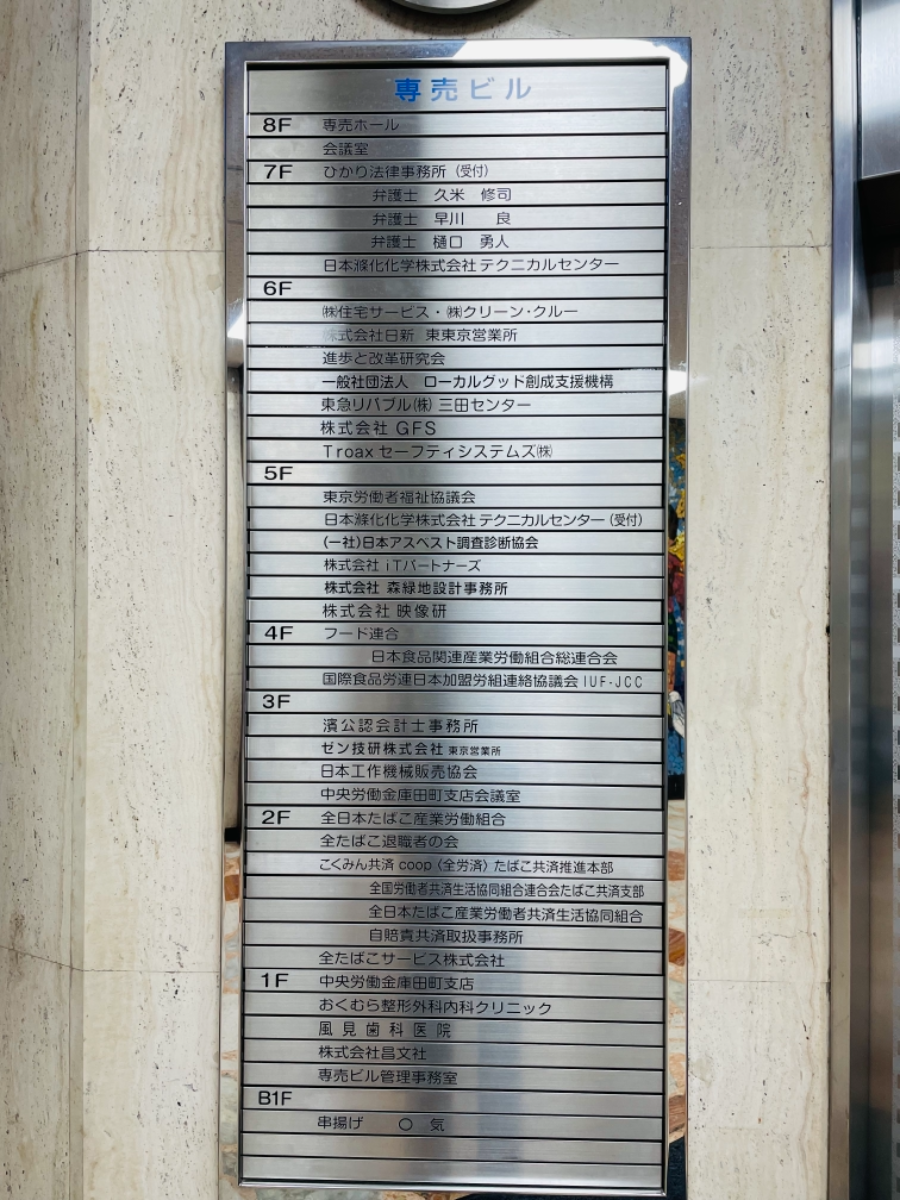 専売ビル
8F 専売ホール
会議室
7F ひかり法律事務所（受付）
弁護士 久米 修司
弁護士 早川 良
弁護士 樋口 勇人
日本滌化化学株式会社 テクニカルセンター
6F
㈱住宅サービス・㈱クリーン・クルー
株式会社日新 東東京営業所
進歩と改革研究会
一般社団法人 ローカルグッド創成支援機構
東急リバブル㈱ 三田センター
株式会社 GFS
Troax セーフティシステムズ㈱
5F
東京労働者福祉協議会
日本滌化化学株式会社 テクニカルセンター（受付）
(一社)日本アスベスト調査診断協会
株式会社 iTパートナーズ
株式会社 森緑地設計事務所
株式会社 映像研
4F フード連合
日本食品関連産業労働組合総連合会
国際食品労連日本加盟労組連絡協議会 IUF-JCC
3F
濱公認会計士事務所
ゼン技研株式会社 東京営業所
日本工作機械販売協会
中央労働金庫田町支店会議室
2F 全日本たばこ産業労働組合
全たばこ退職者の会
こくみん共済 coop〈全労済〉たばこ共済推進本部
全国労働者共済生活協同組合連合会たばこ共済支部
全日本たばこ産業労働者共済生活協同組合
自賠責共済取扱事務所
全たばこサービス株式会社
1F 中央労働金庫田町支店
おくむら整形外科内科クリニック
風見歯科医院
株式会社昌文社
専売ビル管理事務室
B1F
串揚げ 〇 気